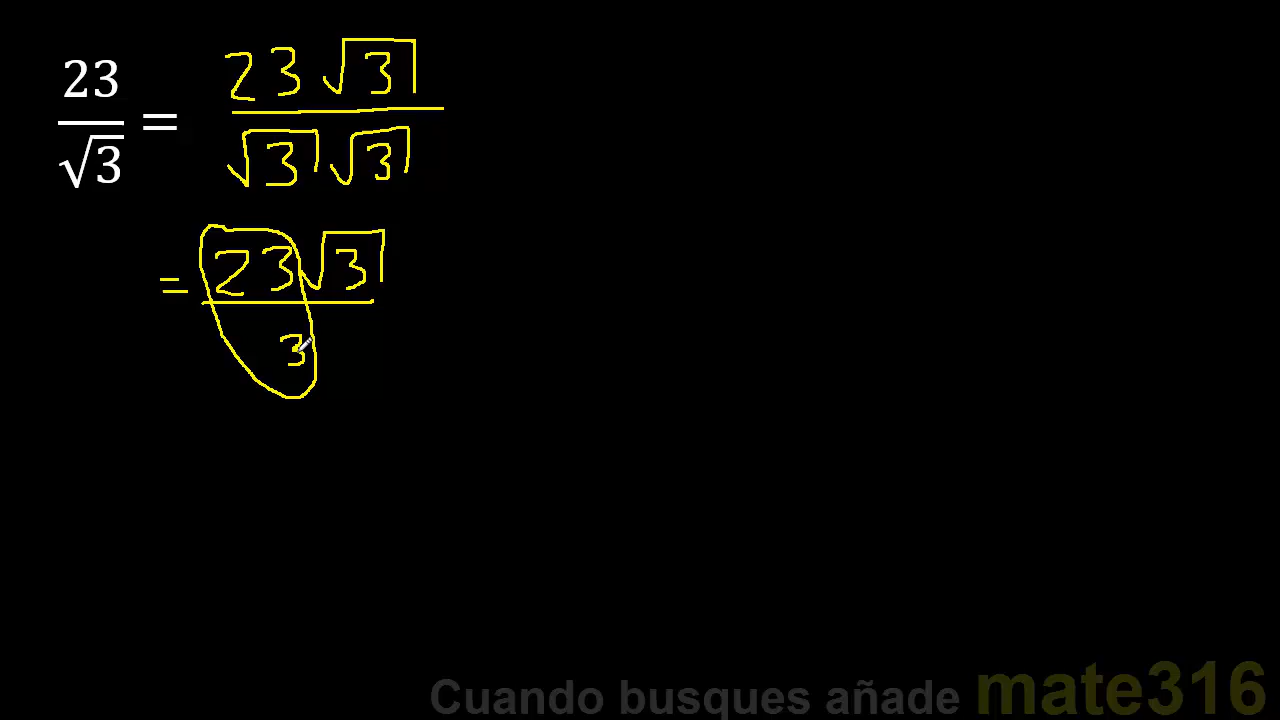 23/√3 = 23√3/√3√3
= 23√3/3
Cuando busques añade mate316